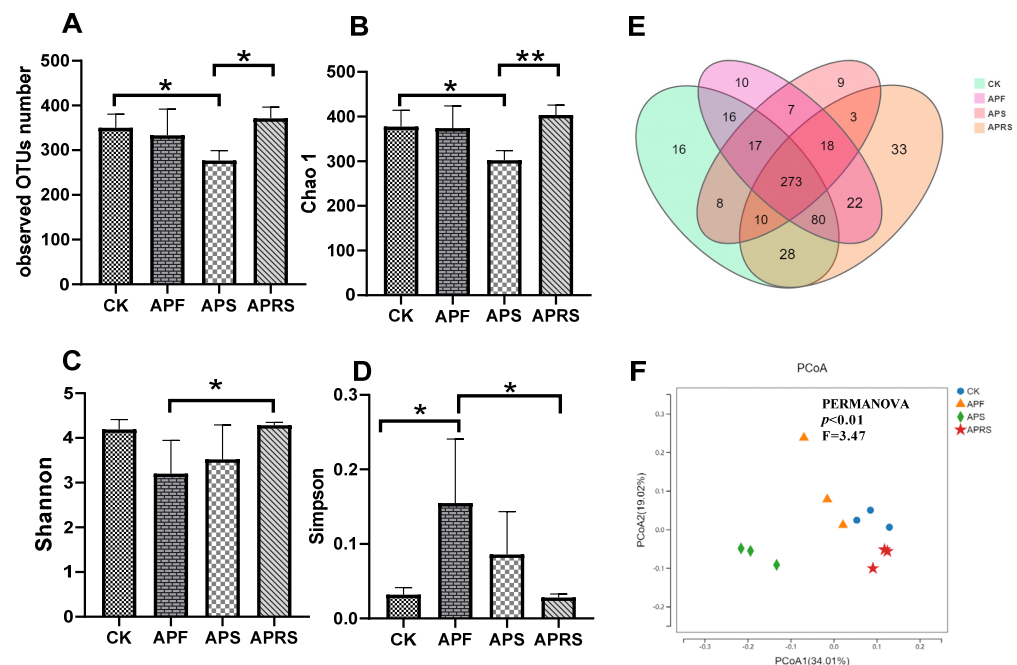 A
observed OTUs number
500
400
300
200
100
0
*
*
CK APF APS APRS
B
Chao 1
500
400
300
200
100
0
*
**
CK APF APS APRS
E
10
9
16
7
3
16
17
18
33
273
8
22
10
80
28
CK
APF
APS
APRS
C
Shannon
5
4
3
2
1
0
*
CK APF APS APRS
D
Simpson
0.3
0.2
0.1
0.0
*
*
CK APF APS APRS
F
PCoA
PERMANOVA
p<0.01
F=3.47
CK
APF
APS
APRS
PCoA2(19.02%)
0.3
0.2
0.1
0.0
-0.1
-0.2
-0.3 -0.2 -0.1 0.0 0.1 0.2
PCoA1(34.01%)